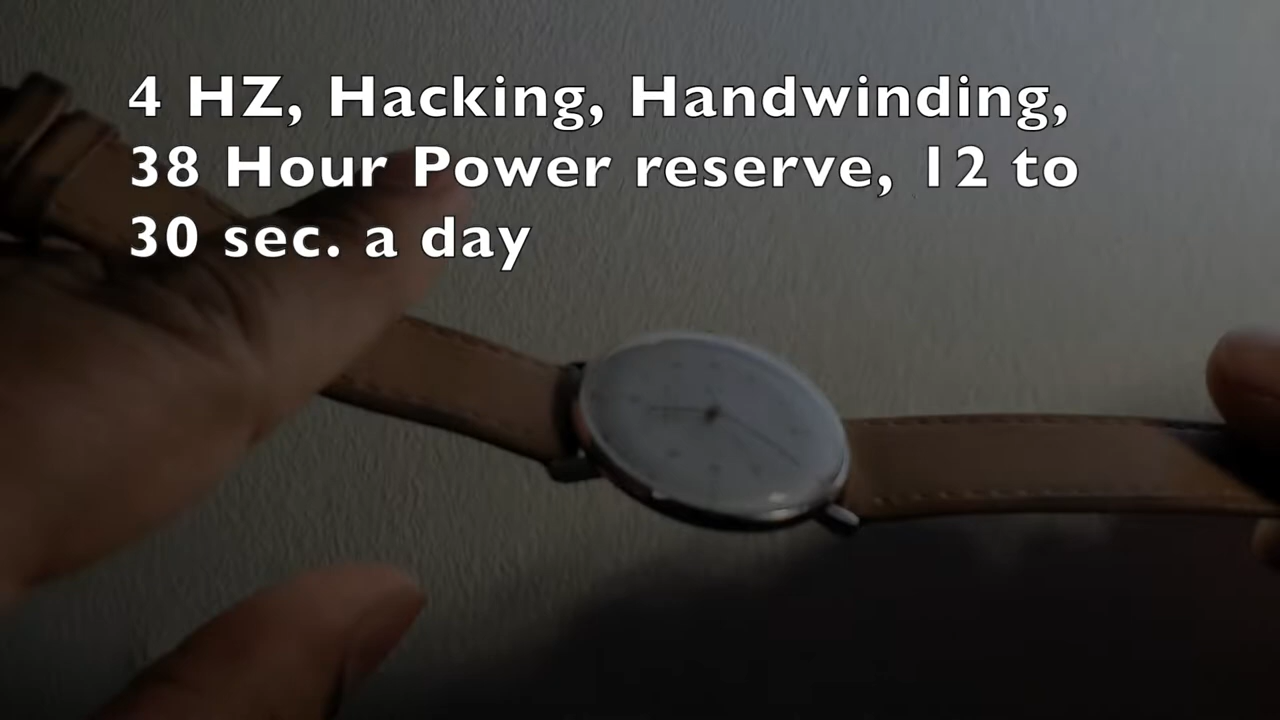 4 HZ, Hacking, Handwinding,
38 Hour Power reserve, 12 to
30 sec. a day